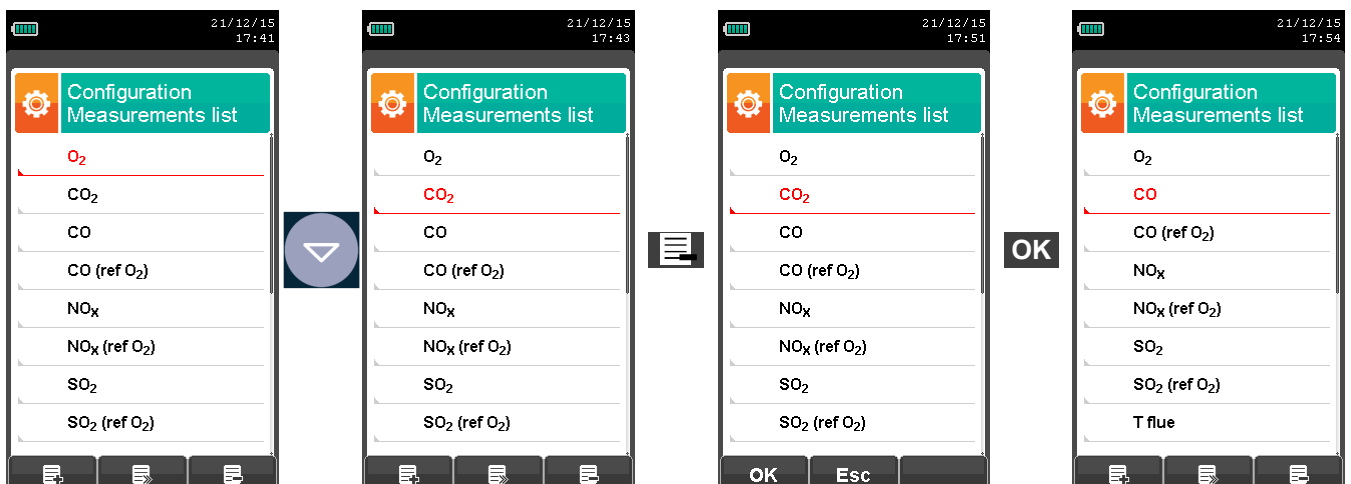 21/12/15
17:41
Configuration
Measurements list
O₂
CO₂
CO
CO (ref O₂)
NOx
NOx (ref O₂)
SO₂
SO₂ (ref O₂)
21/12/15
17:43
Configuration
Measurements list
O₂
CO₂
CO
CO (ref O₂)
NOx
NOx (ref O₂)
SO₂
SO₂ (ref O₂)
21/12/15
17:51
Configuration
Measurements list
O₂
CO₂
CO
CO (ref O₂)
NOx
NOx (ref O₂)
SO₂
SO₂ (ref O₂)
OK Esc
OK
21/12/15
17:54
Configuration
Measurements list
O₂
CO
CO (ref O₂)
NOx
NOx (ref O₂)
SO₂
SO₂ (ref O₂)
T flue